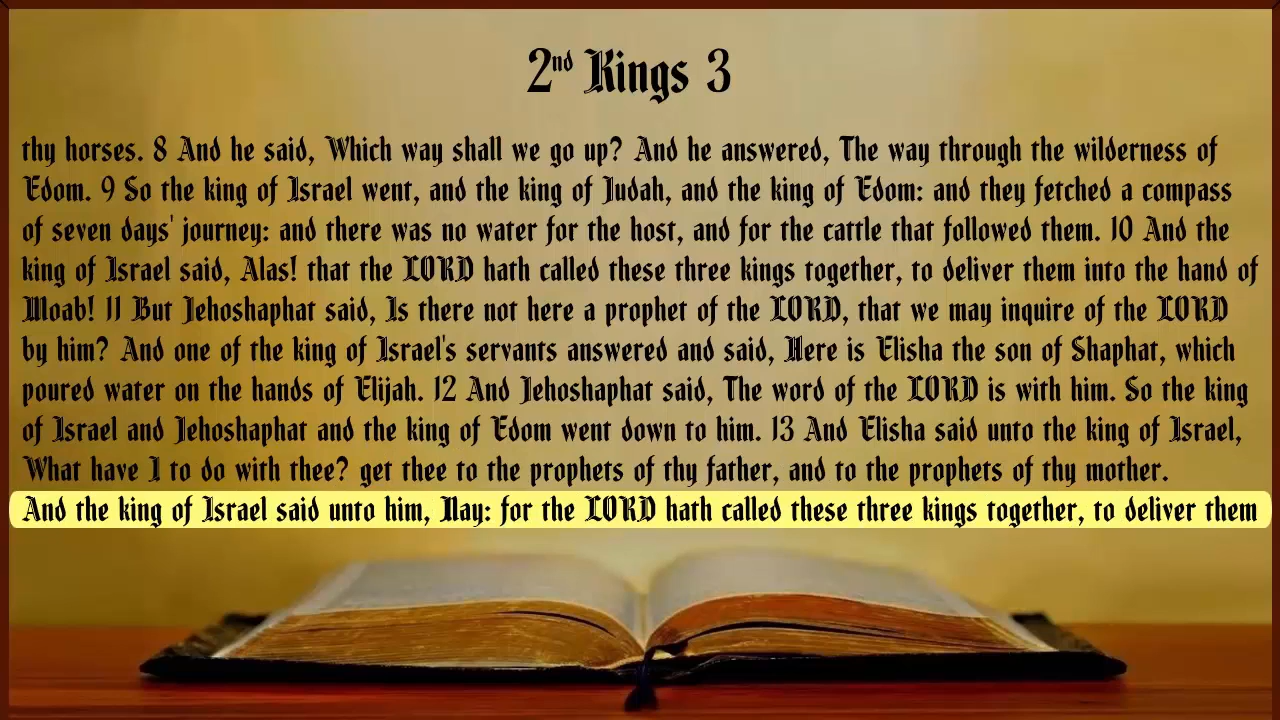 2nd Kings 3
thy horses. 8 And he said, Which way shall we go up? And he answered, The way through the wilderness of
Edom. 9 So the king of Israel went, and the king of Judah, and the king of Edom: and they fetched a compass
of seven days' journey: and there was no water for the host, and for the cattle that followed them. 10 And the
king of Israel said, Alas! that the LORD hath called these three kings together, to deliver them into the hand of
Moab! 11 But Jehoshaphat said, Is there not here a prophet of the LORD, that we may inquire of the LORD
by him? And one of the king of Israel's servants answered and said, Here is Elisha the son of Shaphat, which
poured water on the hands of Elijah. 12 And Jehoshaphat said, The word of the LORD is with him. So the king
of Israel and Jehoshaphat and the king of Edom went down to him. 13 And Elisha said unto the king of Israel,
What have I to do with thee? get thee to the prophets of thy father, and to the prophets of thy mother.
And the king of Israel said unto him, Nay: for the LORD hath called these three kings together, to deliver them